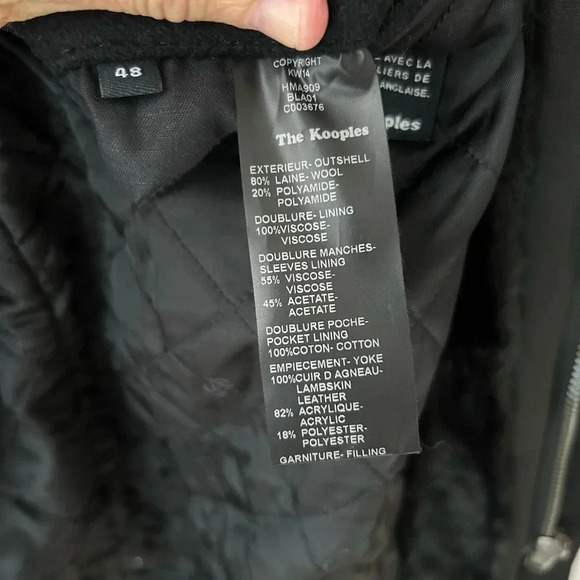 48
COPYRIGHT
KW14
HMA909
BLA01
C003676
The Kooples
EXTERIEUR- OUTSHELL
80% LAINE- WOOL
20% POLYAMIDE-
POLYAMIDE
DOUBLURE- LINING
100%VISCOSE-
VISCOSE
DOUBLURE MANCHES-
SLEEVES LINING
55% VISCOSE-
VISCOSE
45% ACETATE-
ACETATE
DOUBLURE POCHE-
POCKET LINING
100%COTON- COTTON
EMPIECEMENT- YOKE
100%CUIR D AGNEAU-
LAMBSKIN
LEATHER
82% ACRYLIQUE-
ACRYLIC
18% POLYESTER-
POLYESTER
GARNITURE- FILLING
AVEC LA
LIERS DE
ANGLAISE.
ples